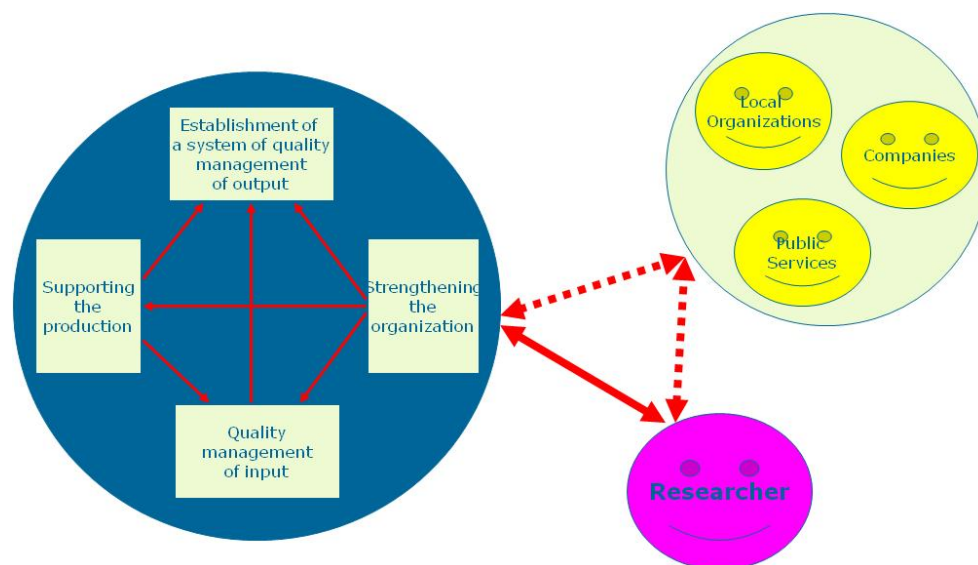 Establishment of
a system of quality
management
of output
Supporting
the
production
Strengthening
the
organization
Quality
management
of input
Local
Organizations
Companies
Public
Services
Researcher